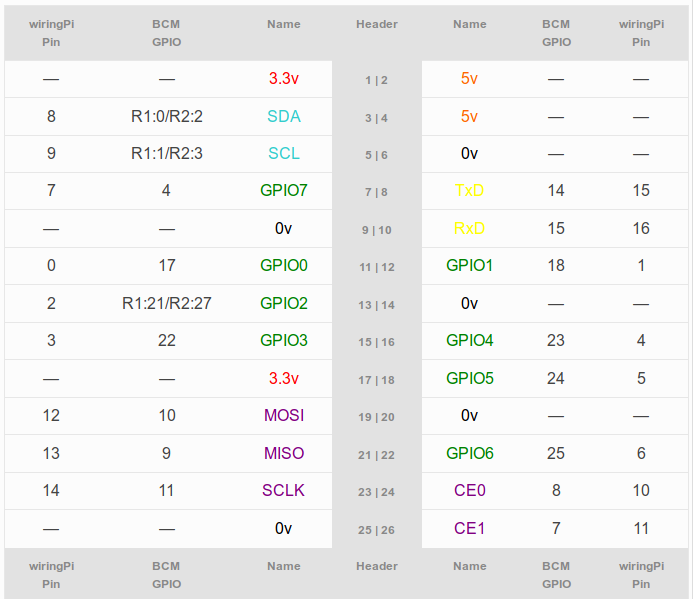 wiringPi Pin BCM GPIO Name Header Name BCM GPIO wiringPi Pin
— — 3.3v 1 | 2 5v — —
8 R1:0/R2:2 SDA 3 | 4 5v — —
9 R1:1/R2:3 SCL 5 | 6 0v — —
7 4 GPIO7 7 | 8 TxD 14 15
— — 0v 9 | 10 RxD 15 16
0 17 GPIO0 11 | 12 GPIO1 18 1
2 R1:21/R2:27 GPIO2 13 | 14 0v — —
3 22 GPIO3 15 | 16 GPIO4 23 4
— — 3.3v 17 | 18 GPIO5 24 5
12 10 MOSI 19 | 20 0v — —
13 9 MISO 21 | 22 GPIO6 25 6
14 11 SCLK 23 | 24 CE0 8 10
— — 0v 25 | 26 CE1 7 11
wiringPi Pin BCM GPIO Name Header Name BCM GPIO wiringPi Pin